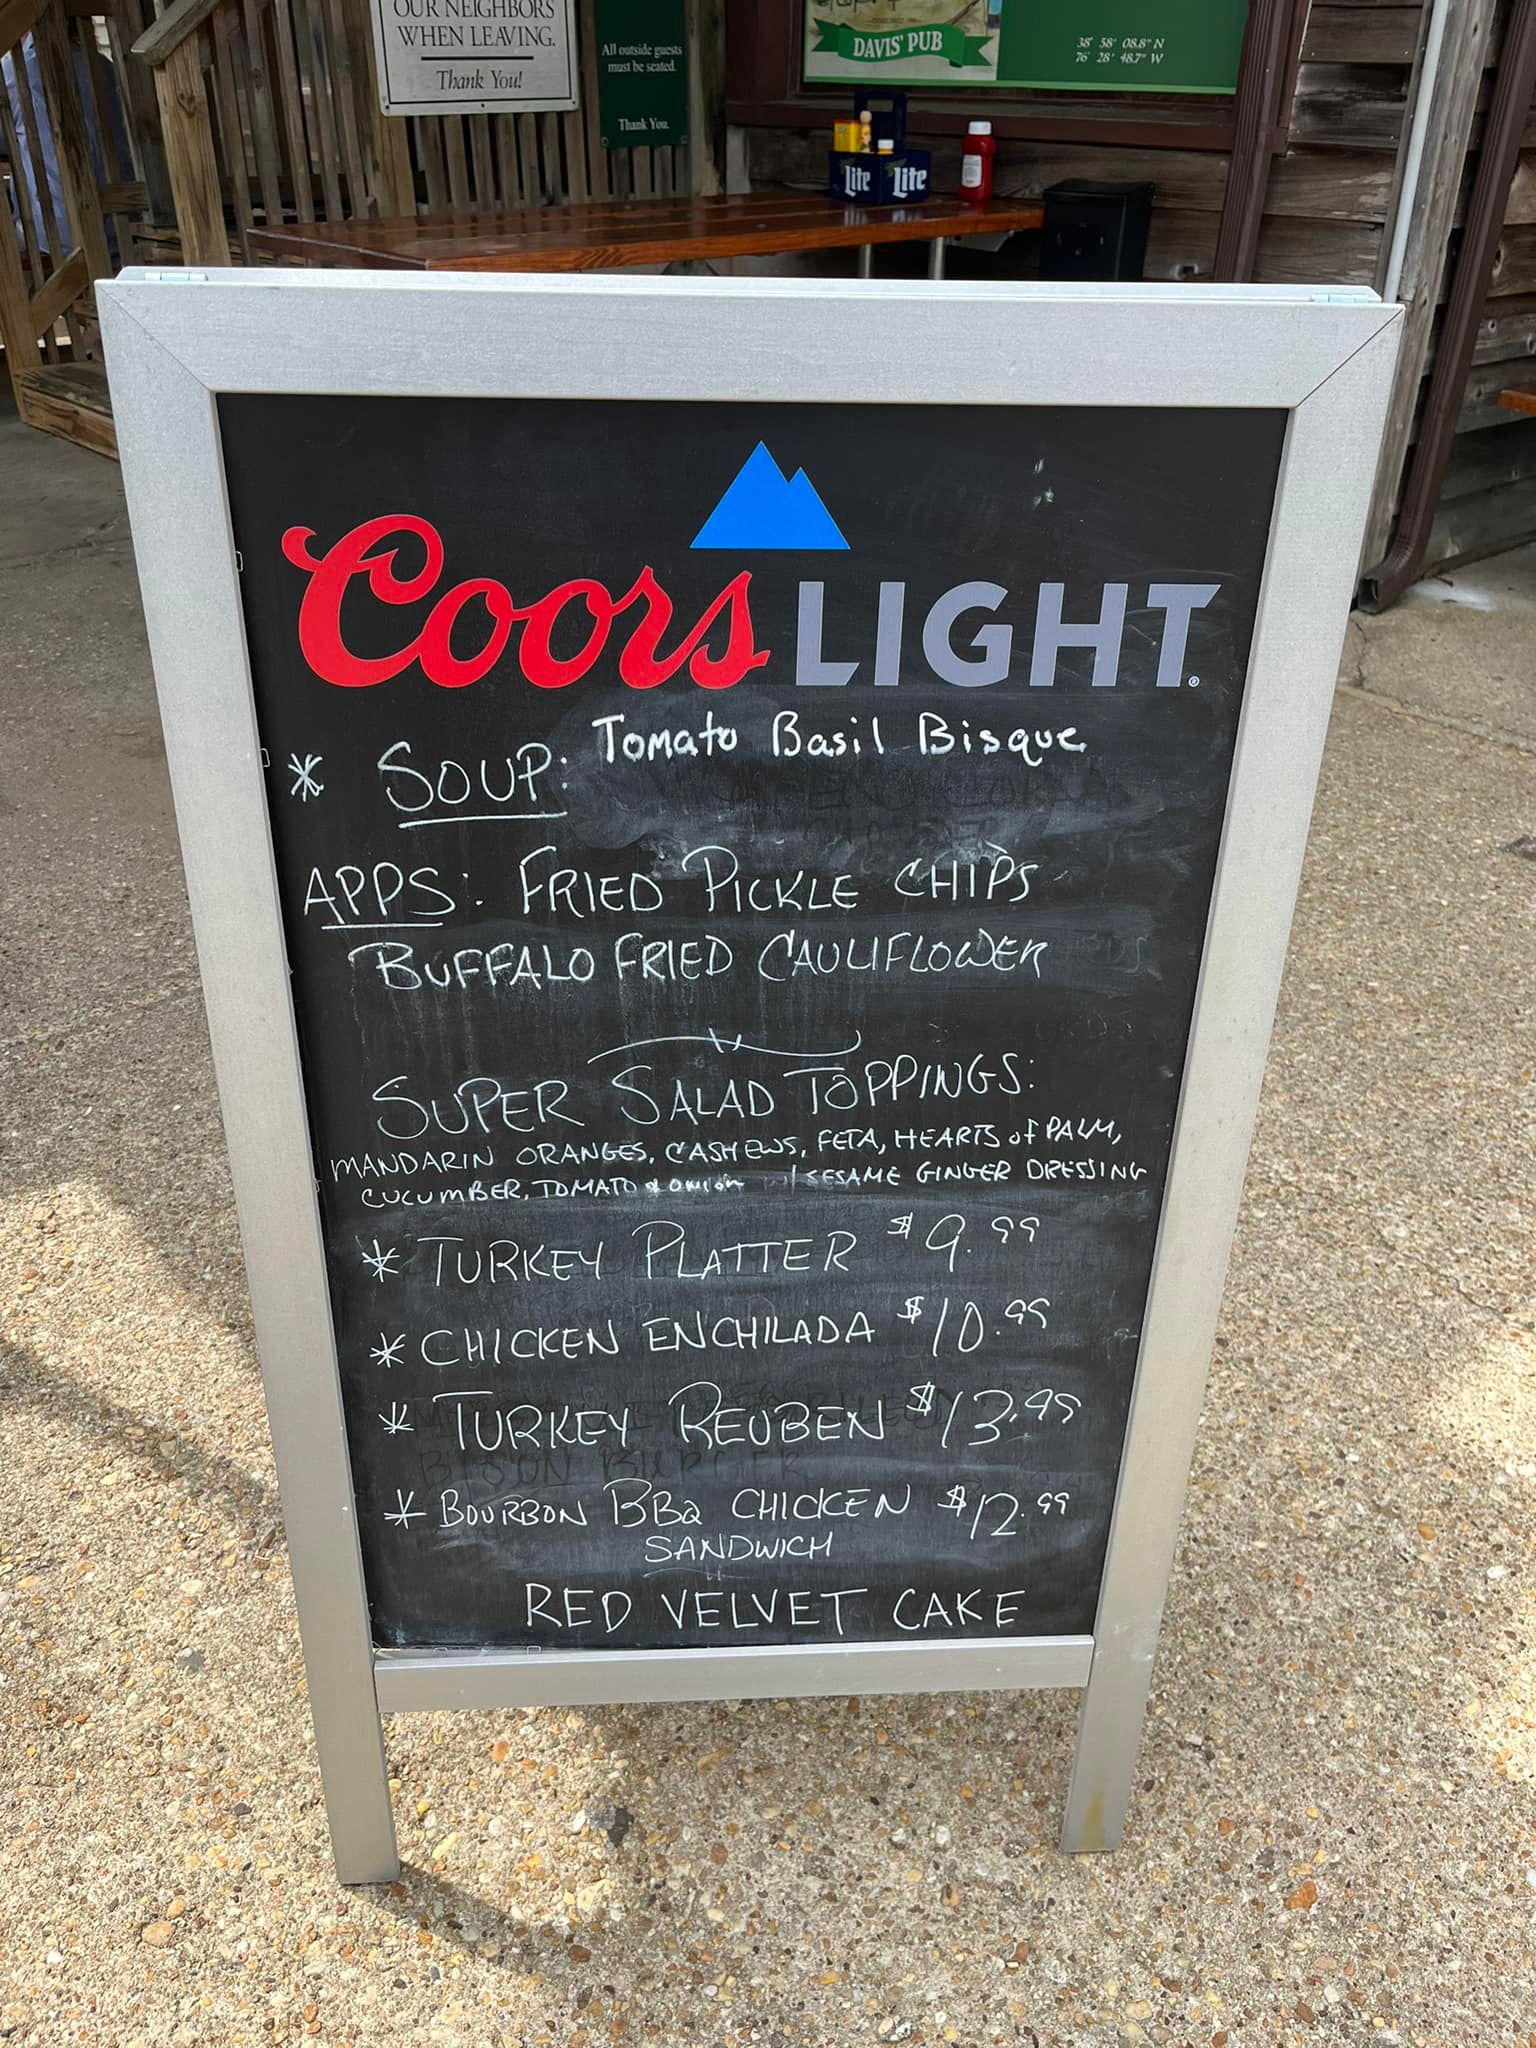 OUR NEIGHBORS
WHEN LEAVING.
Thank You!
All outside guests
must be seated.
Thank You.
DAVIS' PUB
38° 58' 08.8" N
76° 28' 48.7" W
Lite Lite
Coors LIGHT®
* SOUP: Tomato Basil Bisque
APPS: FRIED PICKLE CHIPS
BUFFALO FRIED CAULIFLOWER
SUPER SALAD TOPPINGS:
MANDARIN ORANGES, CASHEWS, FETA, HEARTS of PALM,
CUCUMBER, TOMATO & ONION w/ SESAME GINGER DRESSING
* TURKEY PLATTER $9.99
* CHICKEN ENCHILADA $10.99
* TURKEY REUBEN $13.99
* BOURBON BBQ CHICKEN $12.99
SANDWICH
RED VELVET CAKE